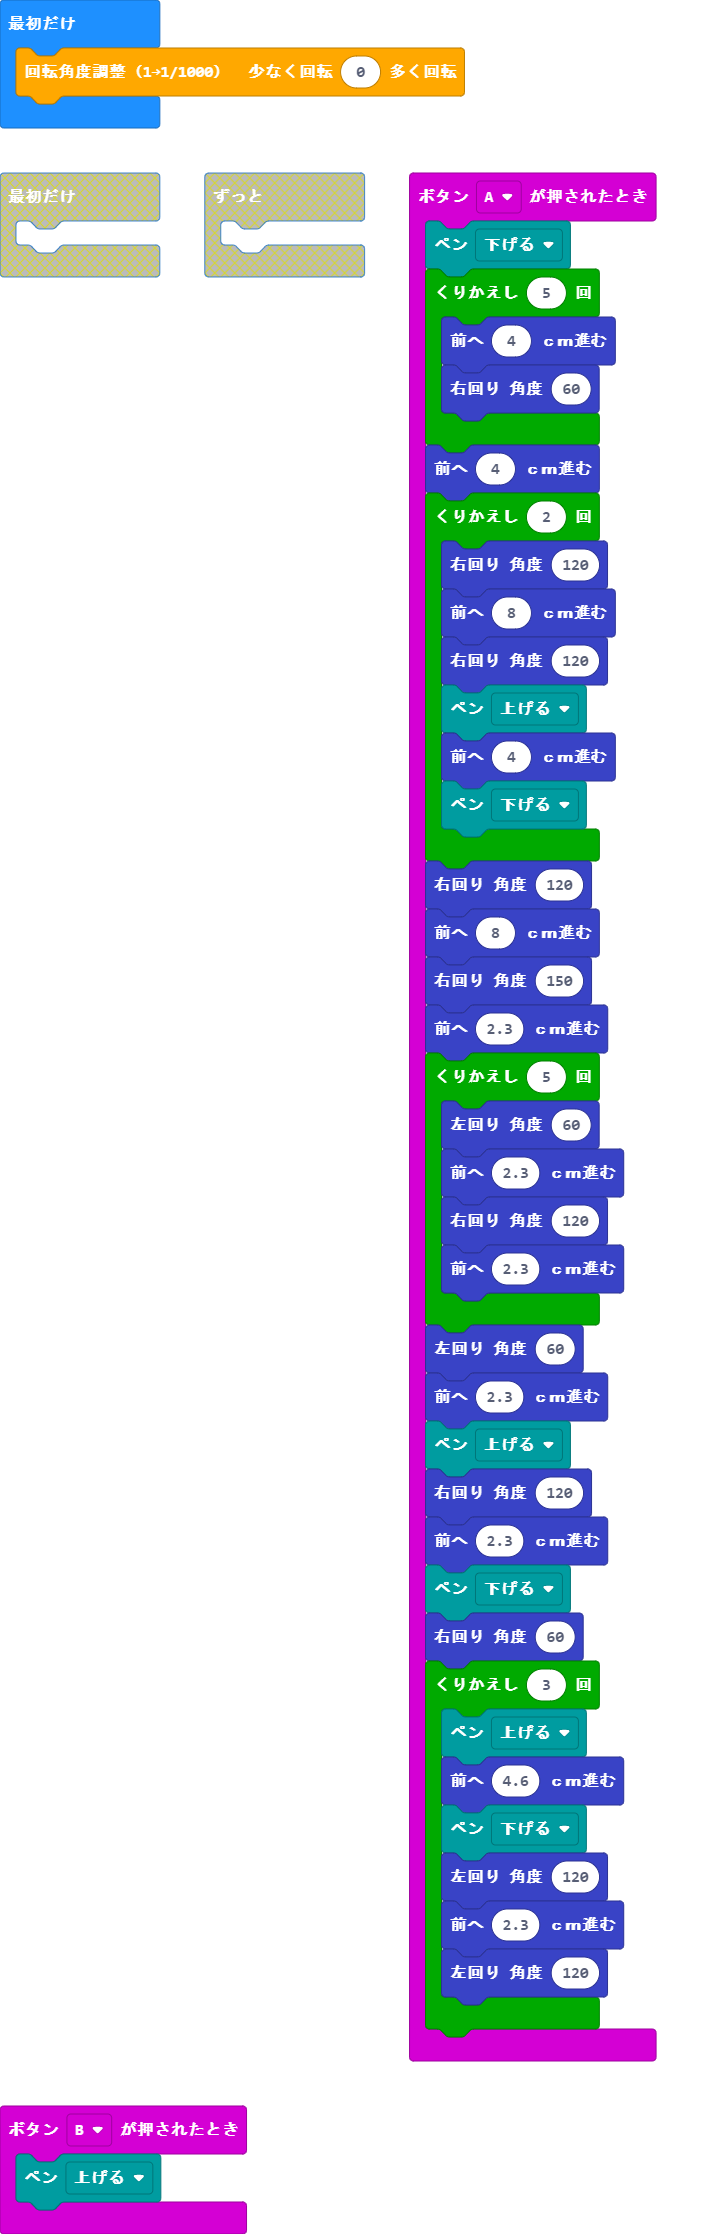 最初だけ
回転角度調整（1→1/1000） 少なく回転 0 多く回転
最初だけ
ずっと
ボタン A が押されたとき
ペン 下げる
くりかえし 5 回
前へ 4 ｃｍ進む
右回り 角度 60
前へ 4 ｃｍ進む
くりかえし 2 回
右回り 角度 120
前へ 8 ｃｍ進む
右回り 角度 120
ペン 上げる
前へ 4 ｃｍ進む
ペン 下げる
右回り 角度 120
前へ 8 ｃｍ進む
右回り 角度 150
前へ 2.3 ｃｍ進む
くりかえし 5 回
左回り 角度 60
前へ 2.3 ｃｍ進む
右回り 角度 120
前へ 2.3 ｃｍ進む
左回り 角度 60
前へ 2.3 ｃｍ進む
ペン 上げる
右回り 角度 120
前へ 2.3 ｃｍ進む
ペン 下げる
右回り 角度 60
くりかえし 3 回
ペン 上げる
前へ 4.6 ｃｍ進む
ペン 下げる
左回り 角度 120
前へ 2.3 ｃｍ進む
左回り 角度 120
ボタン B が押されたとき
ペン 上げる